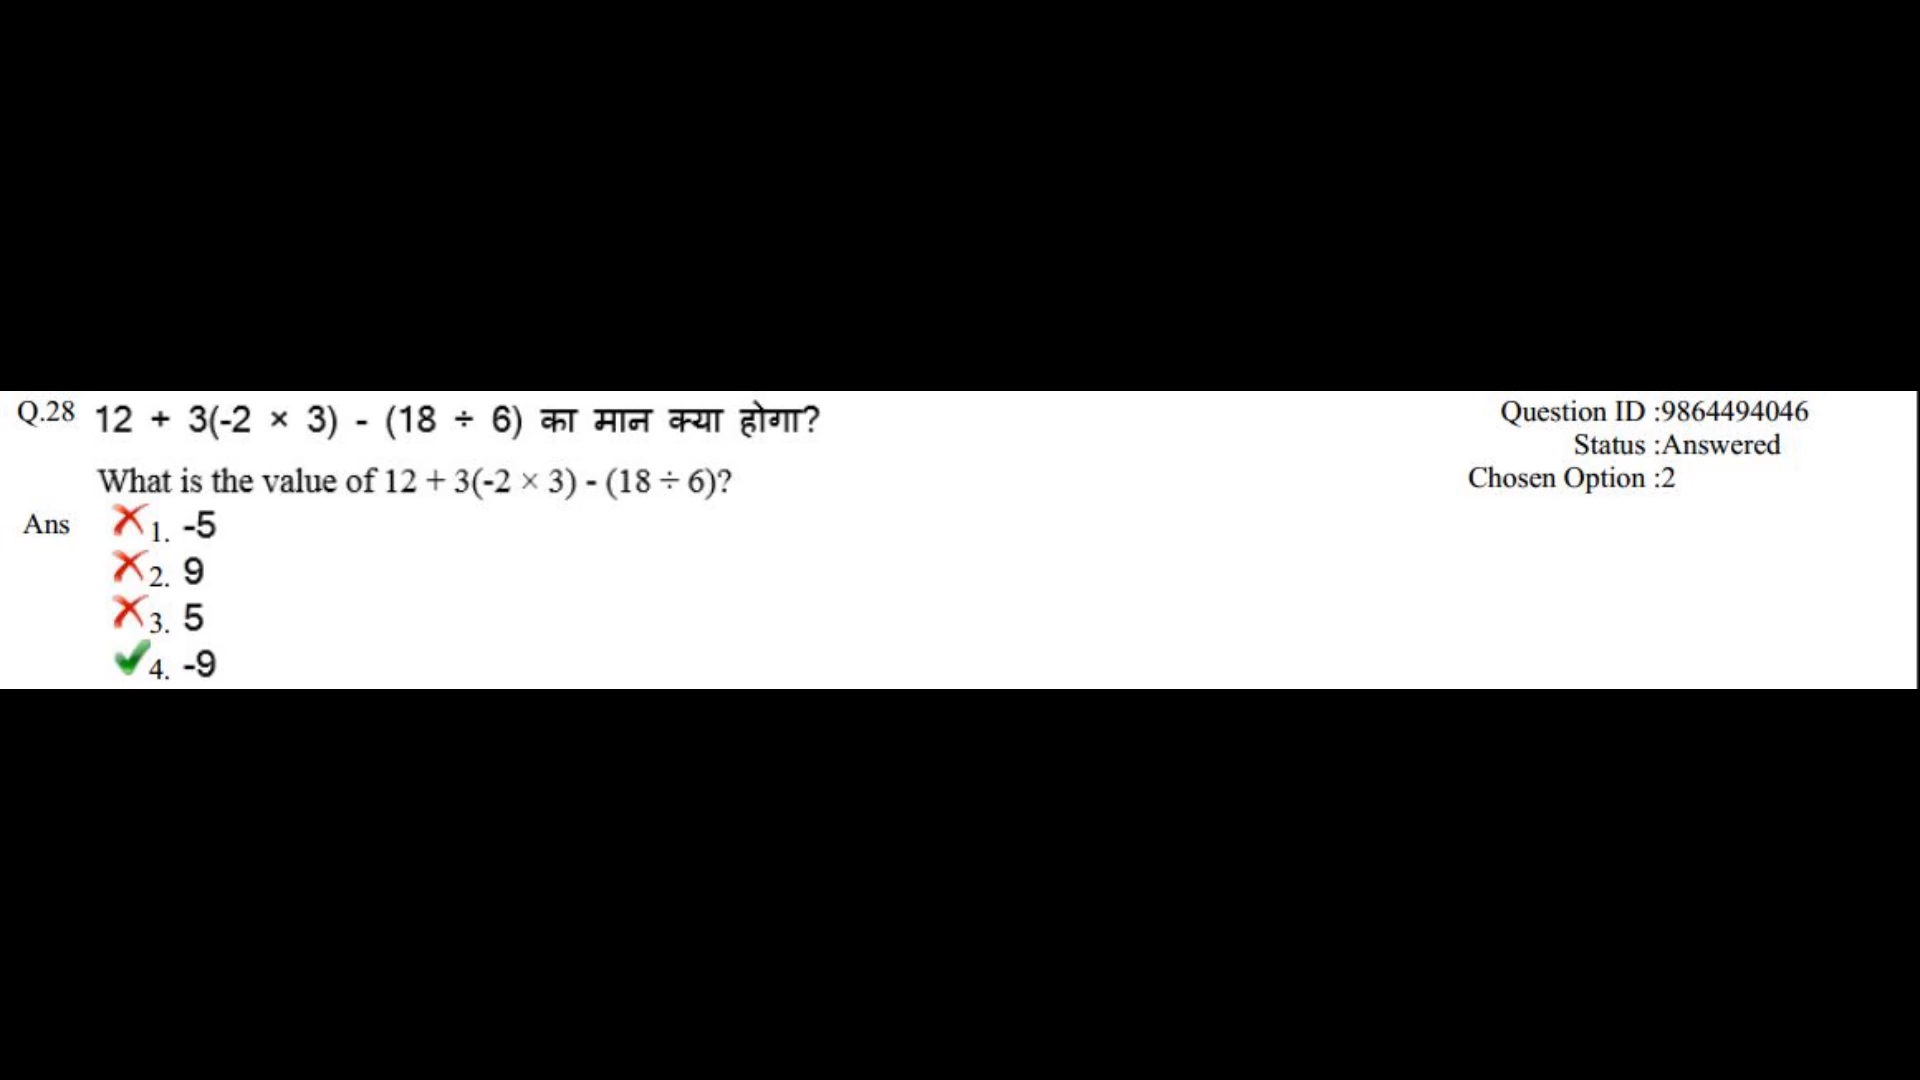 Q.28 12 + 3(-2 × 3) - (18 ÷ 6) का मान क्या होगा?
What is the value of 12 + 3(-2 × 3) - (18 ÷ 6)?
Ans 1. -5
2. 9
3. 5
4. -9
Question ID :9864494046
Status :Answered
Chosen Option :2